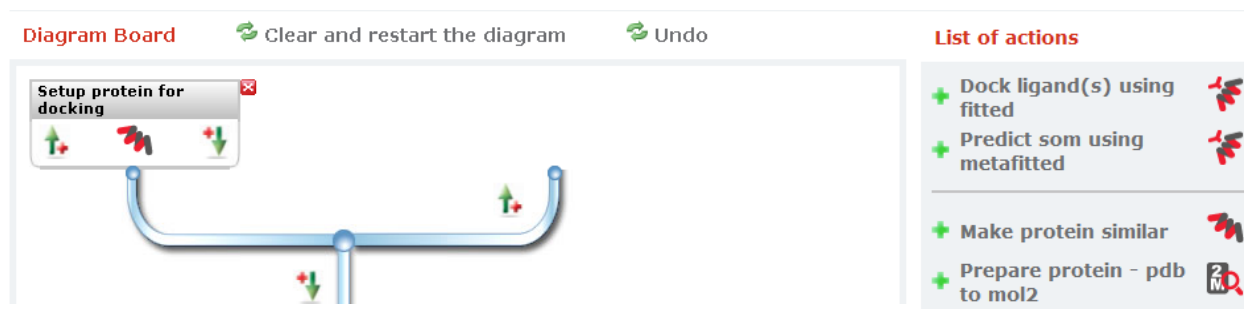 Diagram Board
Clear and restart the diagram
Undo
Setup protein for
docking
List of actions
Dock ligand(s) using
fitted
Predict som using
metafitted
Make protein similar
Prepare protein - pdb
to mol2
2
M